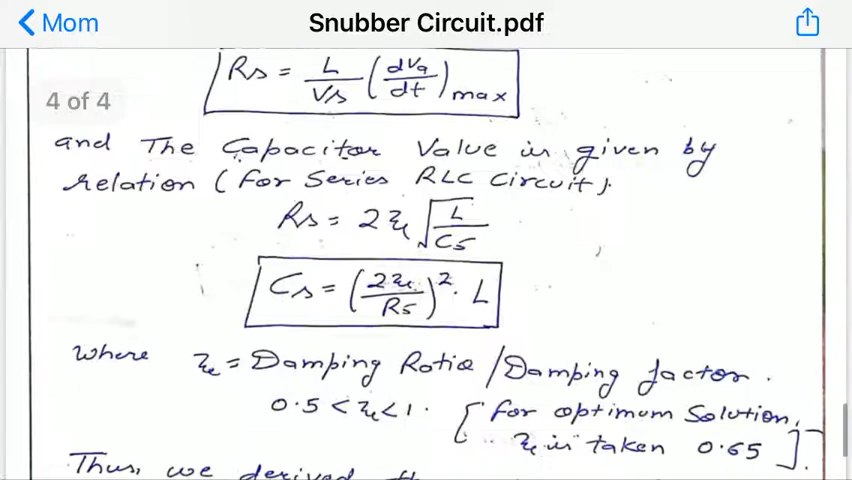 Mom
Snubber Circuit.pdf
4 of 4
Rs = L/Vs (dVa/dt)max
and The Capacitor Value is given by
relation (for Series RLC Circuit).
Rs = 2ξ√(L/Cs)
Cs = (2ξ/Rs)². L
where ξ = Damping Ratio/Damping factor.
0.5 < ξ < 1. [for optimum Solution,
ξ is taken 0.65].
Thus, we derived the